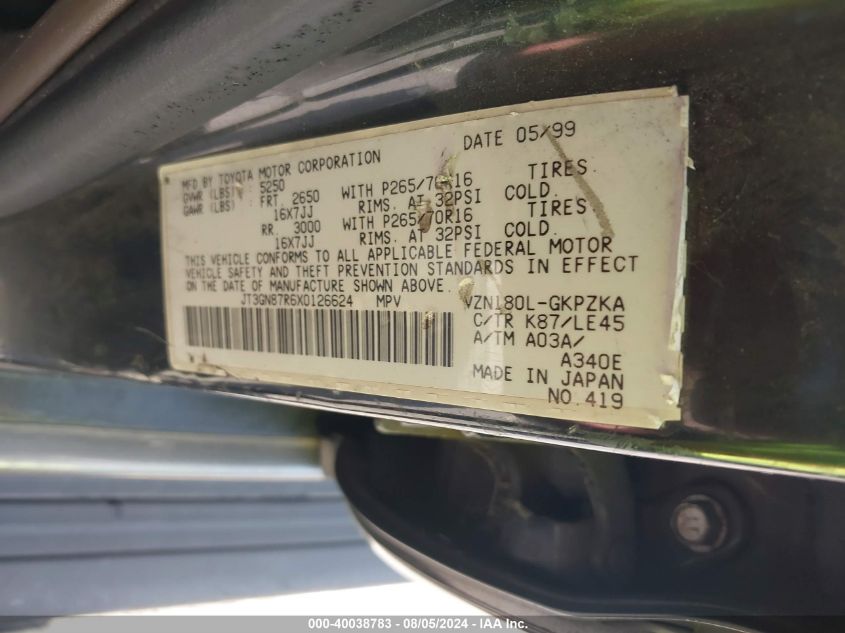 MFD BY TOYOTA MOTOR CORPORATION DATE 05/99
GVWR (LBS) 5250
GAWR (LBS) FRT. 2650 WITH P265/70R16 TIRES
16X7JJ RIMS. AT 32PSI COLD.
RR. 3000 WITH P265/70R16 TIRES
16X7JJ RIMS. AT 32PSI COLD.
THIS VEHICLE CONFORMS TO ALL APPLICABLE FEDERAL MOTOR
VEHICLE SAFETY AND THEFT PREVENTION STANDARDS IN EFFECT
ON THE DATE OF MANUFACTURE SHOWN ABOVE.
JT3GN87R6X0126624 MPV VZN180L-GKPZKA
C/TR K87/LE45
A/TM A03A/
A340E
MADE IN JAPAN
NO.419
000-40038783 - 08/05/2024 - IAAI.com